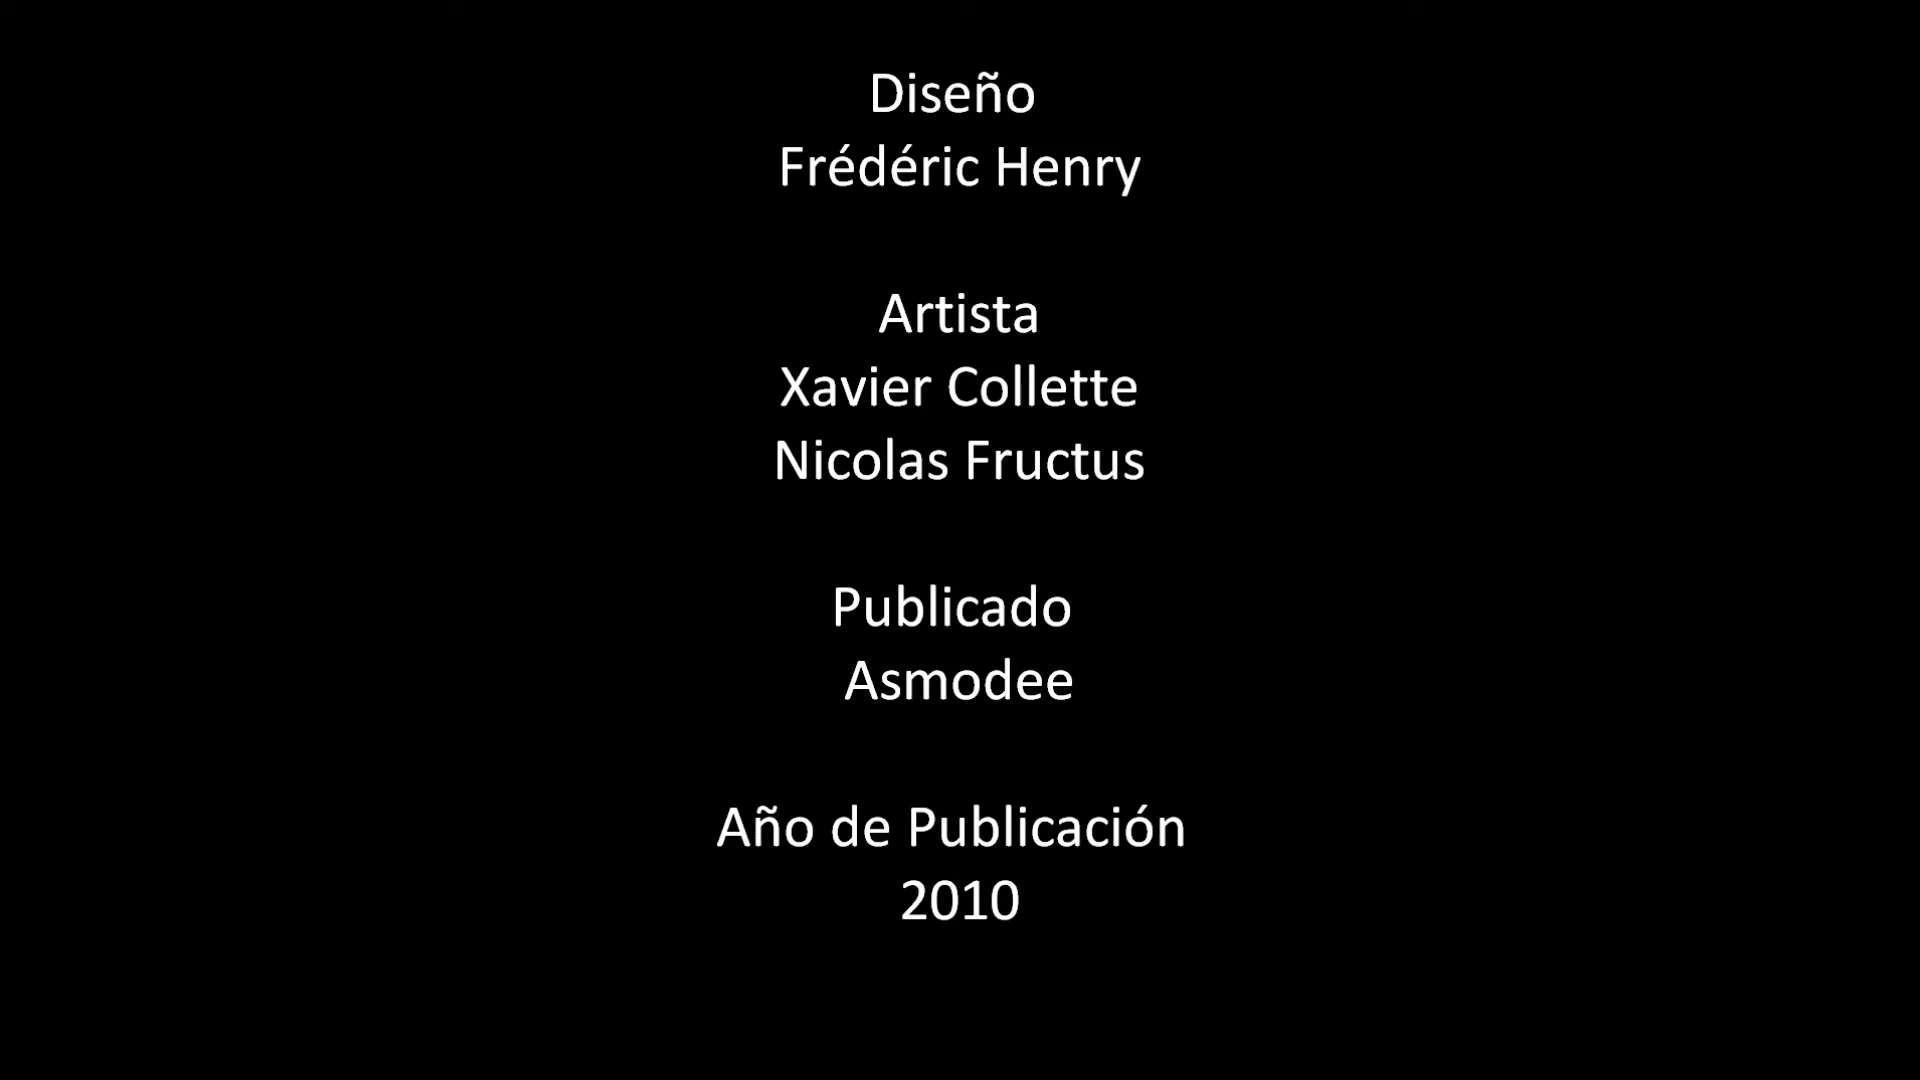 Diseño
Frédéric Henry
Artista
Xavier Collette
Nicolas Fructus
Publicado
Asmodee
Año de Publicación
2010